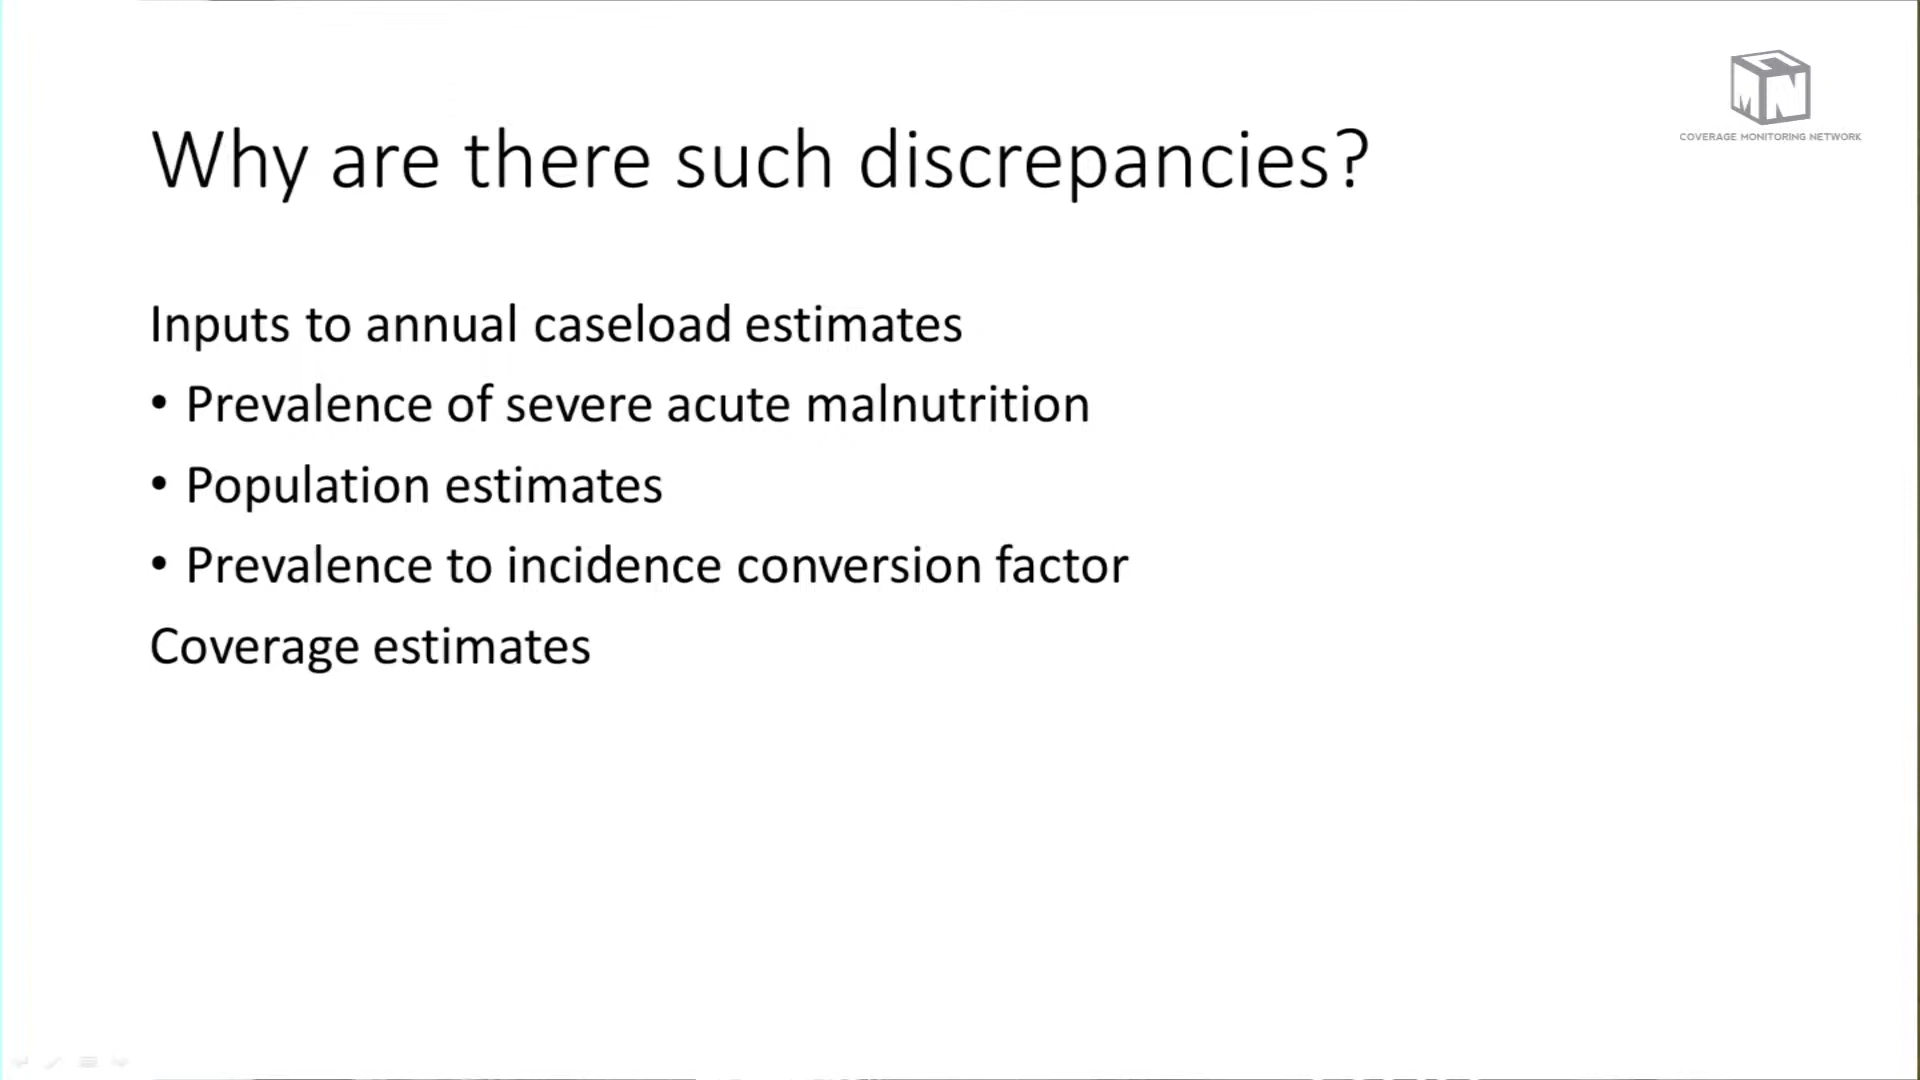 COVERAGE MONITORING NETWORK
Why are there such discrepancies?
Inputs to annual caseload estimates
• Prevalence of severe acute malnutrition
• Population estimates
• Prevalence to incidence conversion factor
Coverage estimates